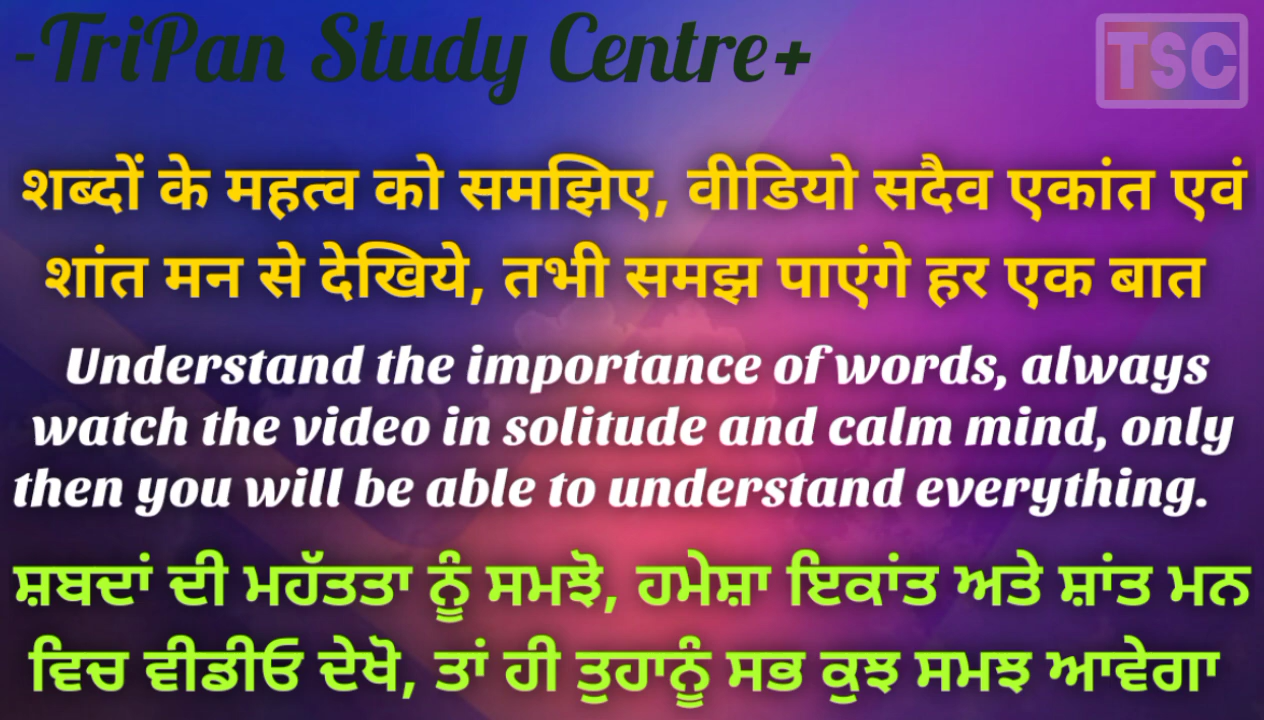 -TriPan Study Centre+
TSC
शब्दों के महत्व को समझिए, वीडियो सदैव एकांत एवं
शांत मन से देखिये, तभी समझ पाएंगे हर एक बात
Understand the importance of words, always
watch the video in solitude and calm mind, only
then you will be able to understand everything.
ਸ਼ਬਦਾਂ ਦੀ ਮਹੱਤਤਾ ਨੂੰ ਸਮਝੋ, ਹਮੇਸ਼ਾ ਇਕਾਂਤ ਅਤੇ ਸ਼ਾਂਤ ਮਨ
ਵਿਚ ਵੀਡੀਓ ਦੇਖੋ, ਤਾਂ ਹੀ ਤੁਹਾਨੂੰ ਸਭ ਕੁਝ ਸਮਝ ਆਵੇਗਾ